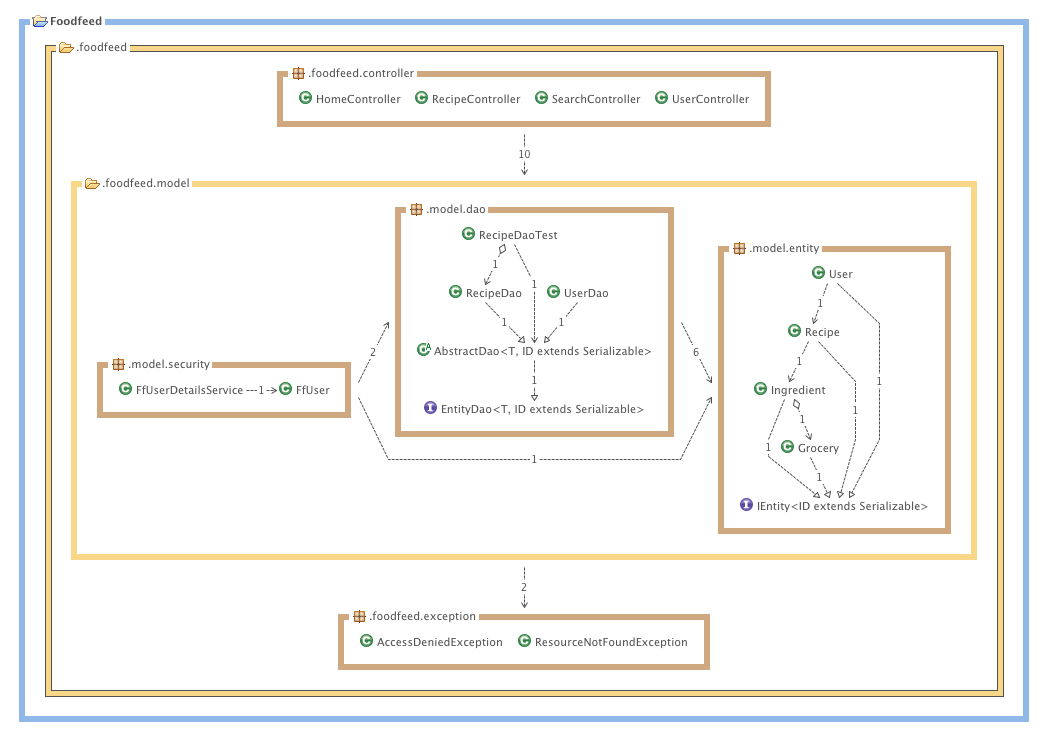 Foodfeed
.foodfeed
.foodfeed.controller
HomeController RecipeController SearchController UserController
10
.foodfeed.model
.model.dao
RecipeDaoTest
1
1
RecipeDao UserDao
1 1
AbstractDao<T, ID extends Serializable>
1
EntityDao<T, ID extends Serializable>
.model.security
FfUserDetailsService ---1-> FfUser
2
6
1
.model.entity
User
1
Recipe
1
1
Ingredient
1
1
1
Grocery
1
IEntity<ID extends Serializable>
2
.foodfeed.exception
AccessDeniedException ResourceNotFoundException